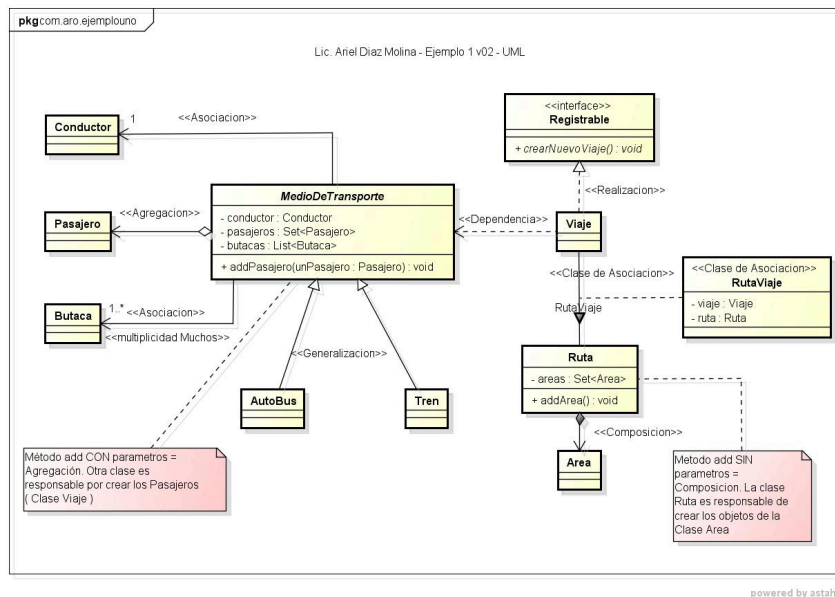 pkg com.aro.ejemplouno
Lic. Ariel Diaz Molina - Ejemplo 1 v02 - UML
Conductor
1
<<Asociacion>>
<<interface>>
Registrable
+ crearNuevoViaje() : void
<<Realizacion>>
MedioDeTransporte
- conductor : Conductor
- pasajeros : Set<Pasajero>
- butacas : List<Butaca>
+ addPasajero(unPasajero : Pasajero) : void
Pasajero
<<Agregacion>>
<<Dependencia>>
Viaje
<<Clase de Asociacion>>
RutaViaje
<<Clase de Asociacion>>
RutaViaje
- viaje : Viaje
- ruta : Ruta
Butaca
1..*
<<Asociacion>>
<<multiplicidad Muchos>>
<<Generalizacion>>
AutoBus
Tren
Ruta
- areas : Set<Area>
+ addArea() : void
<<Composicion>>
Area
Método add CON parametros =
Agregación. Otra clase es
responsable por crear los Pasajeros
( Clase Viaje )
Metodo add SIN
parametros =
Composicion. La clase
Ruta es responsable de
crear los objetos de la
Clase Area
powered by astah